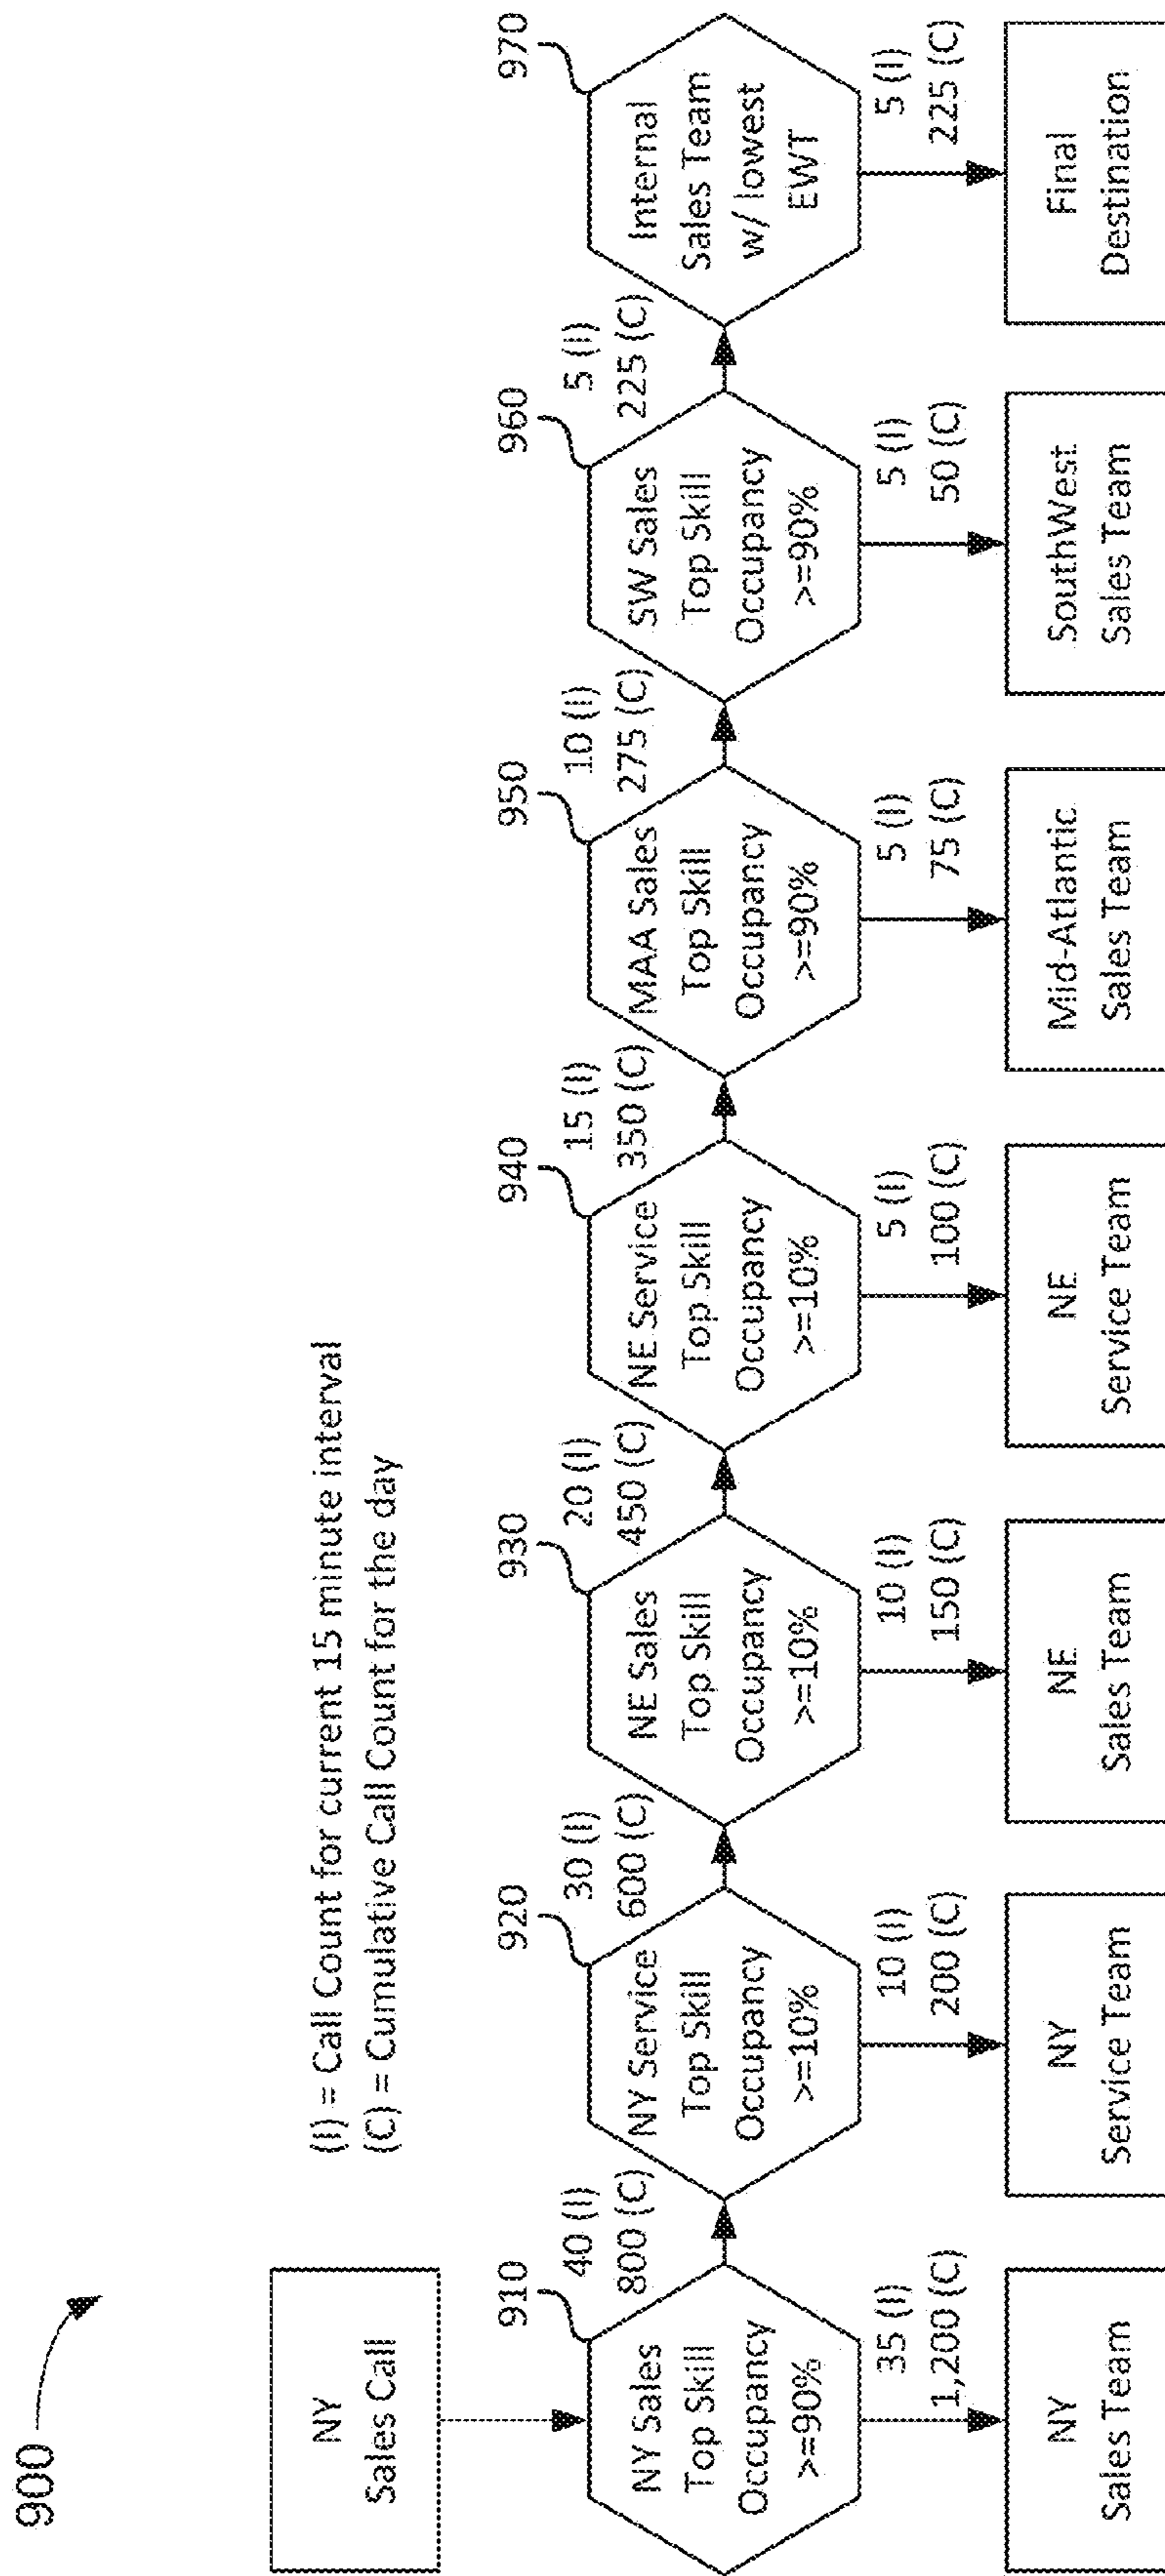 900
(I) = Call Count for current 15 minute interval
(C) = Cumulative Call Count for the day
NY
Sales Call
910
NY Sales
Top Skill
Occupancy
>=90%
40 (I)
800 (C)
35 (I)
1,200 (C)
NY
Sales Team
920
NY Service
Top Skill
Occupancy
>=10%
30 (I)
600 (C)
10 (I)
200 (C)
NY
Service Team
930
NE Sales
Top Skill
Occupancy
>=10%
20 (I)
450 (C)
10 (I)
150 (C)
NE
Sales Team
940
NE Service
Top Skill
Occupancy
>=10%
15 (I)
350 (C)
5 (I)
100 (C)
NE
Service Team
950
MAA Sales
Top Skill
Occupancy
>=90%
10 (I)
275 (C)
5 (I)
75 (C)
Mid-Atlantic
Sales Team
960
SW Sales
Top Skill
Occupancy
>=90%
5 (I)
225 (C)
5 (I)
50 (C)
SouthWest
Sales Team
970
Internal
Sales Team
w/ lowest
EWT
5 (I)
225 (C)
Final
Destination